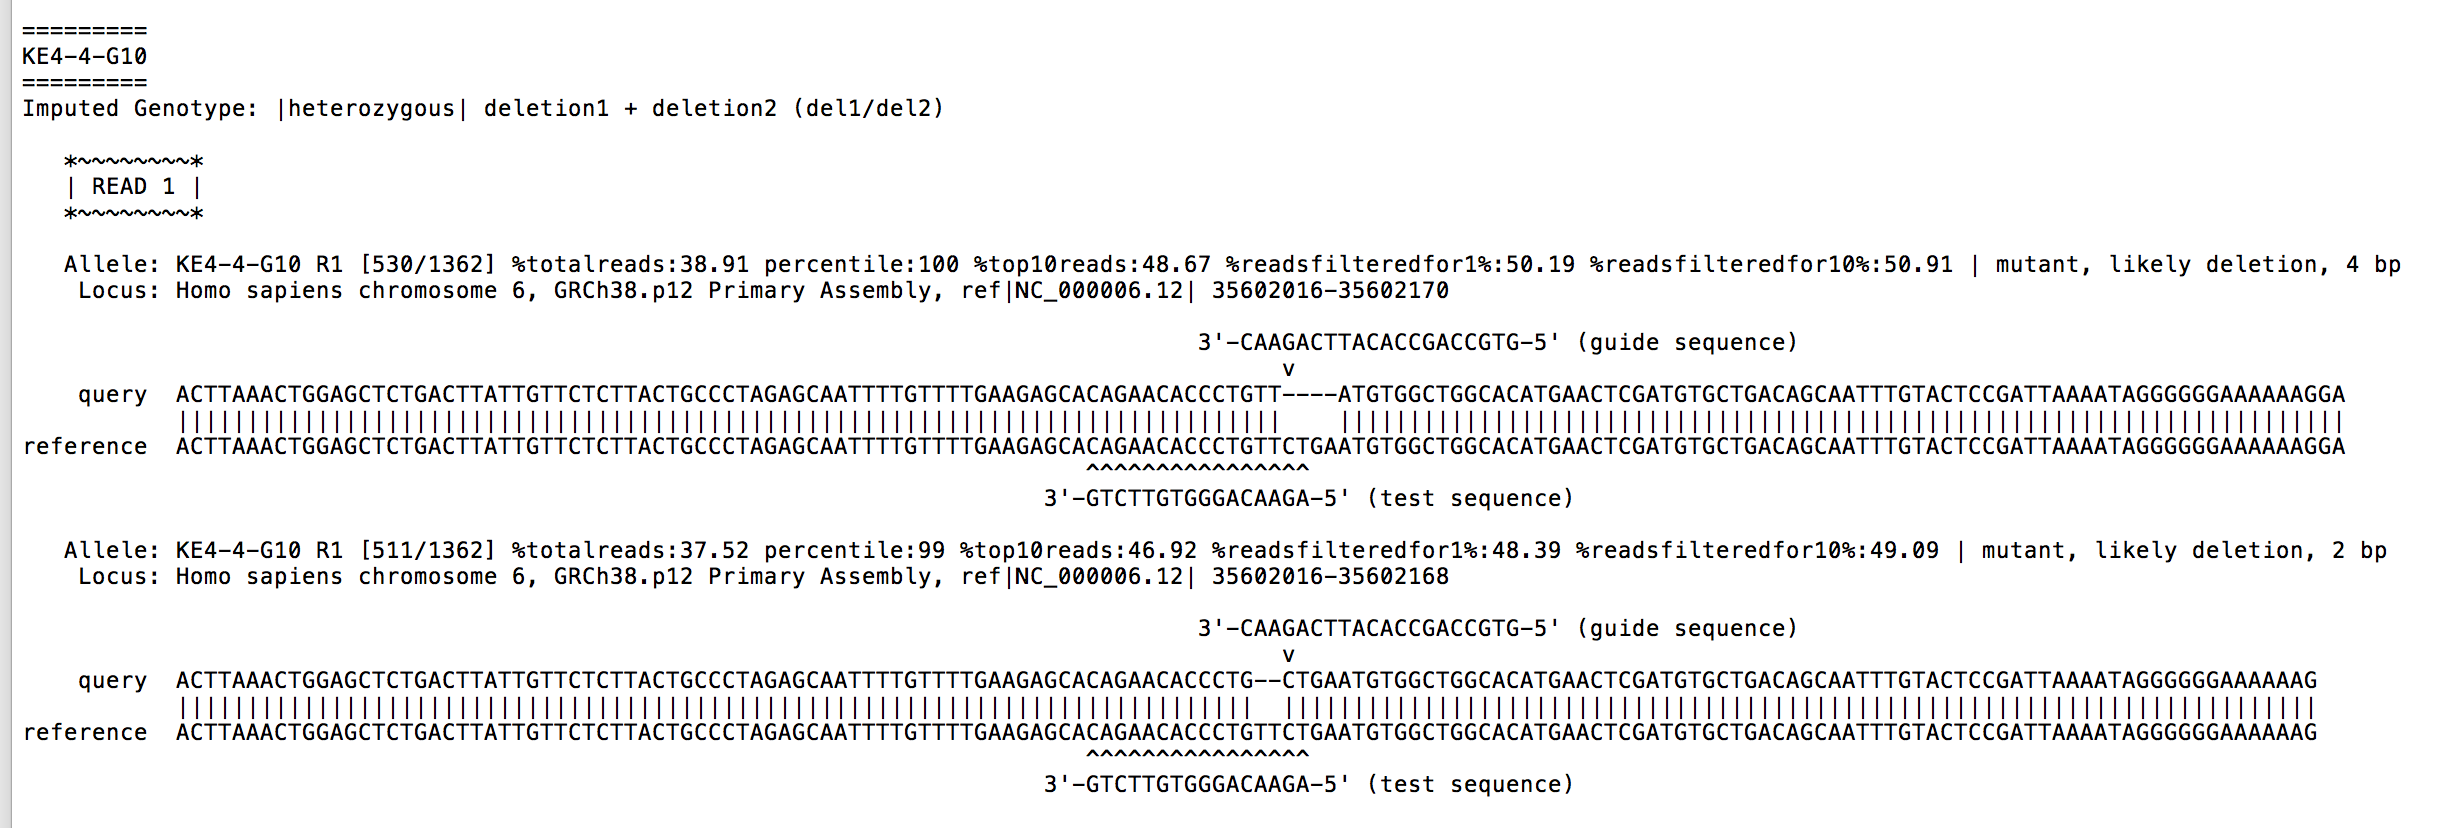 =========
KE4-4-G10
=========
Imputed Genotype: |heterozygous| deletion1 + deletion2 (del1/del2)
*~~~~~~~~*
| READ 1 |
*~~~~~~~~*
Allele: KE4-4-G10 R1 [530/1362] %totalreads:38.91 percentile:100 %top10reads:48.67 %readsfilteredfor1%:50.19 %readsfilteredfor10%:50.91 | mutant, likely deletion, 4 bp
Locus: Homo sapiens chromosome 6, GRCh38.p12 Primary Assembly, ref|NC_000006.12| 35602016-35602170
3'-CAAGACTTACACCGACCGTG-5' (guide sequence)
v
query ACTTAAACTGGAGCTCTGACTTATTGTTCTCTTACTGCCCTAGAGCAATTTTGTTTTGAAGAGCACAGAACACCCTGTT----ATGTGGCTGGCACATGAACTCGATGTGCTGACAGCAATTTGTACTCCGATTAAAATAGGGGGGAAAAAAGGA
||||||||||||||||||||||||||||||||||||||||||||||||||||||||||||||||||||||||||||||| ||||||||||||||||||||||||||||||||||||||||||||||||||||||||||||||||||||||||
reference ACTTAAACTGGAGCTCTGACTTATTGTTCTCTTACTGCCCTAGAGCAATTTTGTTTTGAAGAGCACAGAACACCCTGTTCTGAATGTGGCTGGCACATGAACTCGATGTGCTGACAGCAATTTGTACTCCGATTAAAATAGGGGGGAAAAAAGGA
^^^^^^^^^^^^^^^^
3'-GTCTTGTGGGACAAGA-5' (test sequence)
Allele: KE4-4-G10 R1 [511/1362] %totalreads:37.52 percentile:99 %top10reads:46.92 %readsfilteredfor1%:48.39 %readsfilteredfor10%:49.09 | mutant, likely deletion, 2 bp
Locus: Homo sapiens chromosome 6, GRCh38.p12 Primary Assembly, ref|NC_000006.12| 35602016-35602168
3'-CAAGACTTACACCGACCGTG-5' (guide sequence)
v
query ACTTAAACTGGAGCTCTGACTTATTGTTCTCTTACTGCCCTAGAGCAATTTTGTTTTGAAGAGCACAGAACACCCTG--CTGAATGTGGCTGGCACATGAACTCGATGTGCTGACAGCAATTTGTACTCCGATTAAAATAGGGGGGAAAAAAG
||||||||||||||||||||||||||||||||||||||||||||||||||||||||||||||||||||||||||||| ||||||||||||||||||||||||||||||||||||||||||||||||||||||||||||||||||||||||||
reference ACTTAAACTGGAGCTCTGACTTATTGTTCTCTTACTGCCCTAGAGCAATTTTGTTTTGAAGAGCACAGAACACCCTGTTCTGAATGTGGCTGGCACATGAACTCGATGTGCTGACAGCAATTTGTACTCCGATTAAAATAGGGGGGAAAAAAG
^^^^^^^^^^^^^^^^
3'-GTCTTGTGGGACAAGA-5' (test sequence)